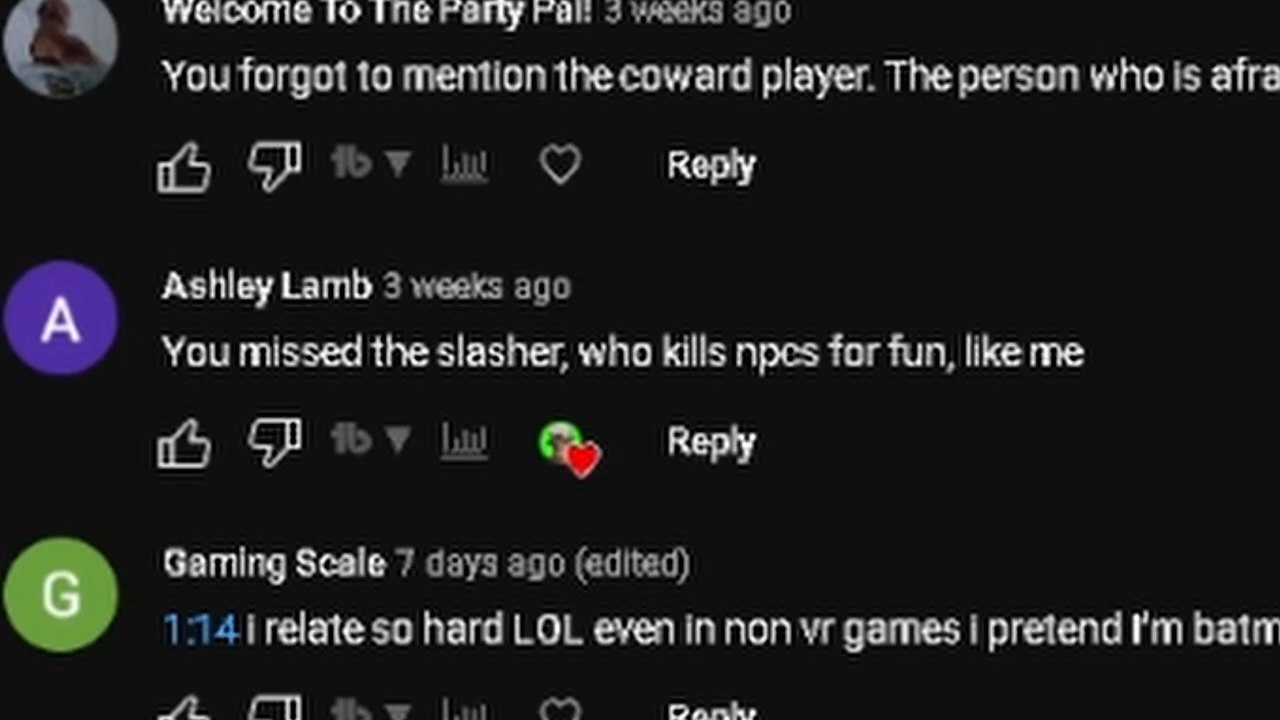 Welcome To The Party Pal! 3 weeks ago
You forgot to mention the coward player. The person who is afra
tb
Reply
A
Ashley Lamb 3 weeks ago
You missed the slasher, who kills npcs for fun, like me
tb
Reply
G
Gaming Scale 7 days ago (edited)
1:14 I relate so hard LOL even in non vr games i pretend I'm batm
tb
Reply